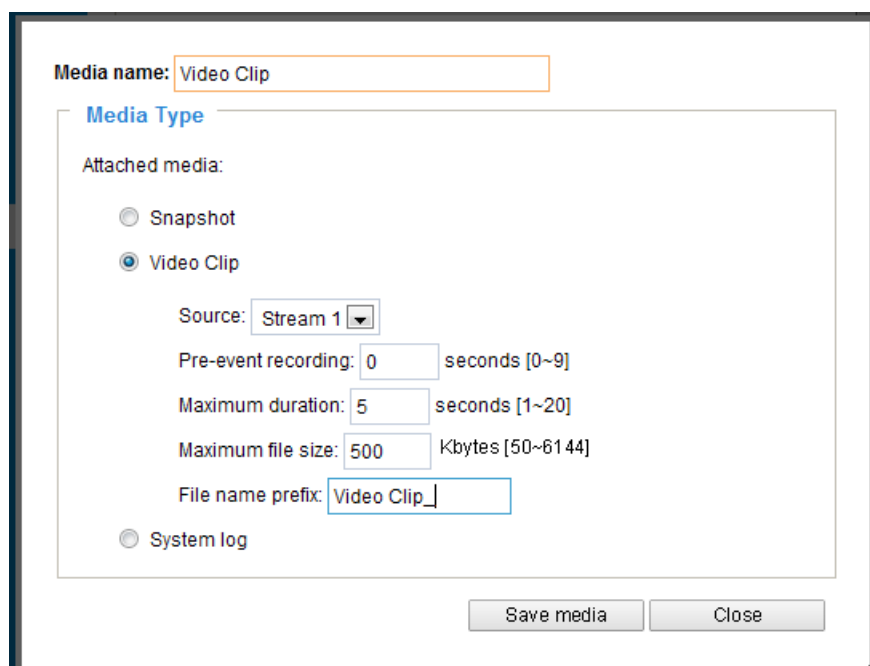 Media name: Video Clip
Media Type
Attached media:
Snapshot
Video Clip
Source: Stream 1
Pre-event recording: 0 seconds [0~9]
Maximum duration: 5 seconds [1~20]
Maximum file size: 500 Kbytes [50~6144]
File name prefix: Video Clip_
System log
Save media Close